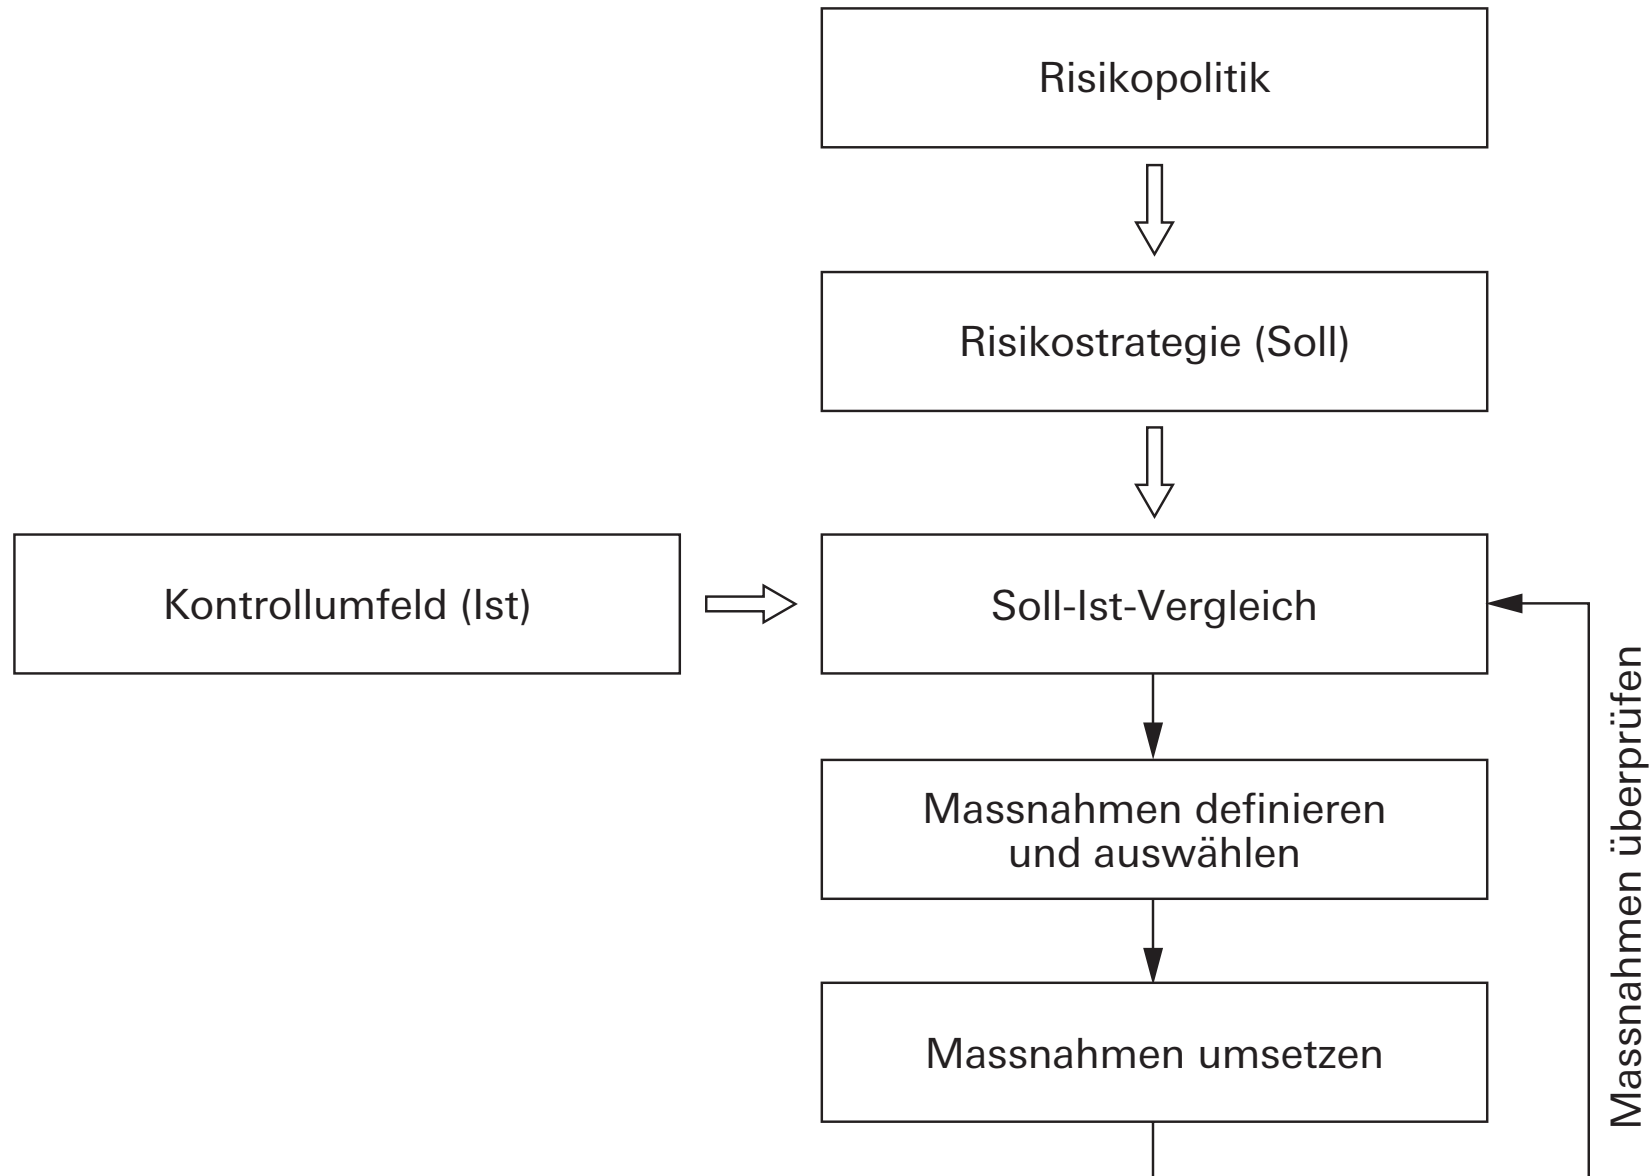 Risikopolitik
Risikostrategie (Soll)
Kontrollumfeld (Ist)
Soll-Ist-Vergleich
Massnahmen definieren
und auswählen
Massnahmen umsetzen
Massnahmen überprüfen